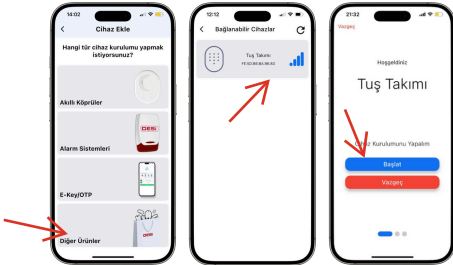 14:02
Cihaz Ekle
Hangi tür cihaz kurulumu yapmak
istiyorsunuz?
Akıllı Köprüler
DESi
Alarm Sistemleri
E-Key/OTP
DESi
Diğer Ürünler
12:12
Bağlanabilir Cihazlar
Tuş Takımı
21:32
Vazgeç
Hoşgeldiniz
Tuş Takımı
Cihaz Kurulumunu Yapalım
Başlat
Vazgeç